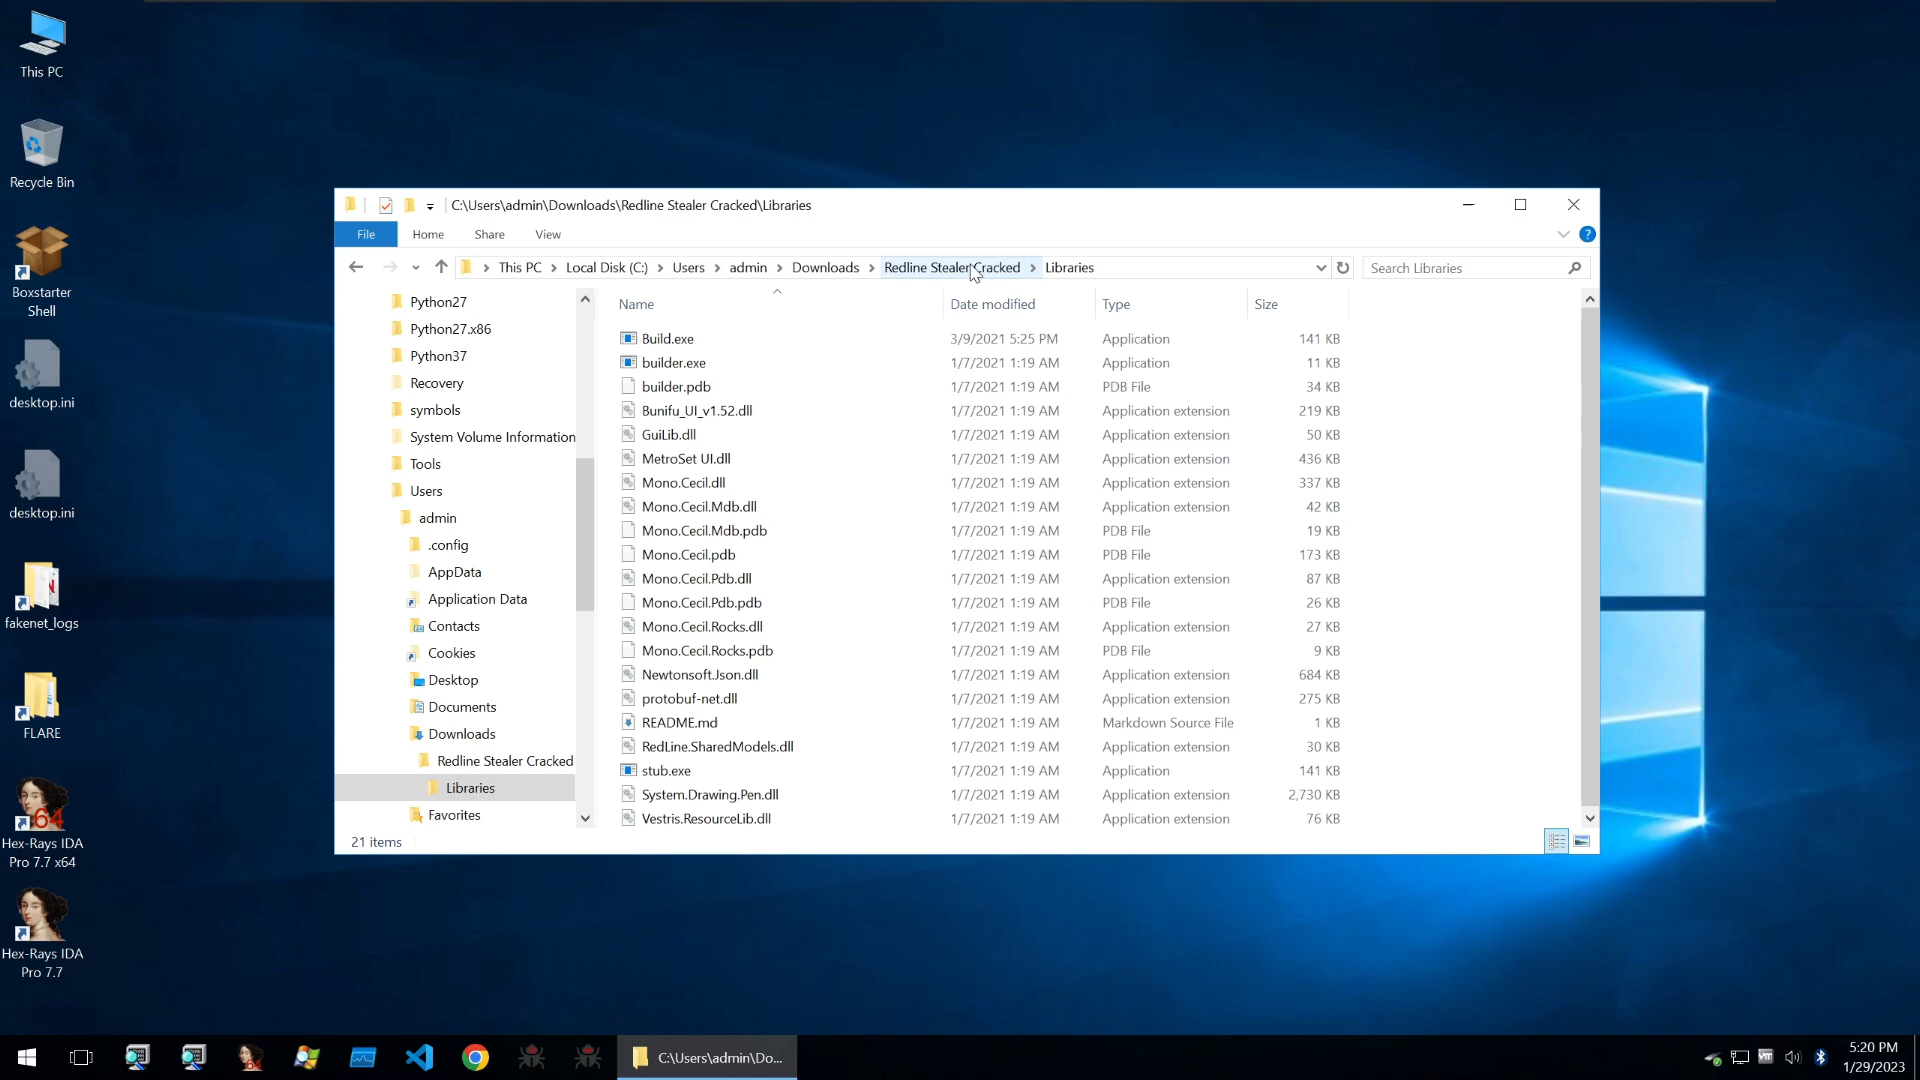 This PC
Recycle Bin
Boxstarter
Shell
desktop.ini
desktop.ini
fakenet_logs
FLARE
64
Hex-Rays IDA
Pro 7.7 x64
Hex-Rays IDA
Pro 7.7
C:\Users\admin\Downloads\Redline Stealer Cracked\Libraries
File Home Share View
This PC Local Disk (C:) Users admin Downloads Redline Stealer Cracked Libraries
Search Libraries
Python27
Python27.x86
Python37
Recovery
symbols
System Volume Information
Tools
Users
admin
.config
AppData
Application Data
Contacts
Cookies
Desktop
Documents
Downloads
Redline Stealer Cracked
Libraries
Favorites
Name Date modified Type Size
Build.exe 3/9/2021 5:25 PM Application 141 KB
builder.exe 1/7/2021 1:19 AM Application 11 KB
builder.pdb 1/7/2021 1:19 AM PDB File 34 KB
Bunifu_UI_v1.52.dll 1/7/2021 1:19 AM Application extension 219 KB
GuiLib.dll 1/7/2021 1:19 AM Application extension 50 KB
MetroSet UI.dll 1/7/2021 1:19 AM Application extension 436 KB
Mono.Cecil.dll 1/7/2021 1:19 AM Application extension 337 KB
Mono.Cecil.Mdb.dll 1/7/2021 1:19 AM Application extension 42 KB
Mono.Cecil.Mdb.pdb 1/7/2021 1:19 AM PDB File 19 KB
Mono.Cecil.pdb 1/7/2021 1:19 AM PDB File 173 KB
Mono.Cecil.Pdb.dll 1/7/2021 1:19 AM Application extension 87 KB
Mono.Cecil.Pdb.pdb 1/7/2021 1:19 AM PDB File 26 KB
Mono.Cecil.Rocks.dll 1/7/2021 1:19 AM Application extension 27 KB
Mono.Cecil.Rocks.pdb 1/7/2021 1:19 AM PDB File 9 KB
Newtonsoft.Json.dll 1/7/2021 1:19 AM Application extension 684 KB
protobuf-net.dll 1/7/2021 1:19 AM Application extension 275 KB
README.md 1/7/2021 1:19 AM Markdown Source File 1 KB
RedLine.SharedModels.dll 1/7/2021 1:19 AM Application extension 30 KB
stub.exe 1/7/2021 1:19 AM Application 141 KB
System.Drawing.Pen.dll 1/7/2021 1:19 AM Application extension 2,730 KB
Vestris.ResourceLib.dll 1/7/2021 1:19 AM Application extension 76 KB
21 items
C:\Users\admin\Do...
5:20 PM
1/29/2023